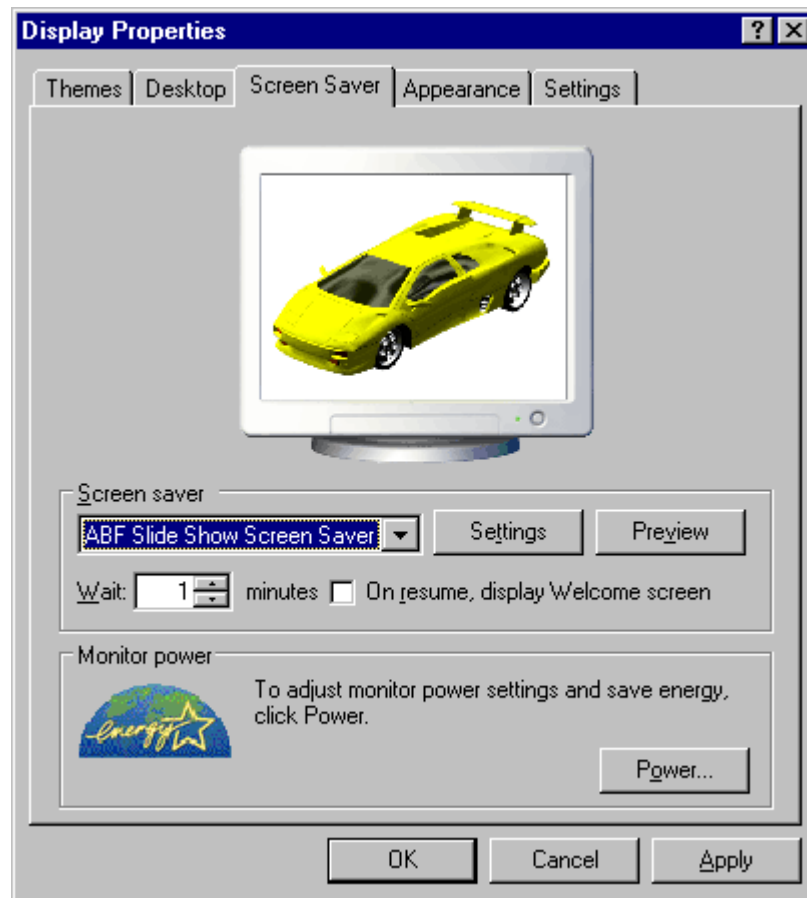 Display Properties
Themes Desktop Screen Saver Appearance Settings
Screen saver
ABF Slide Show Screen Saver Settings Preview
Wait: 1 minutes On resume, display Welcome screen
Monitor power
energy To adjust monitor power settings and save energy,
click Power.
Power...
OK Cancel Apply